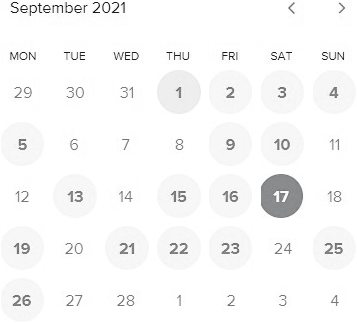 September 2021
MON TUE WED THU FRI SAT SUN
29 30 31 1 2 3 4
5 6 7 8 9 10 11
12 13 14 15 16 17 18
19 20 21 22 23 24 25
26 27 28 1 2 3 4